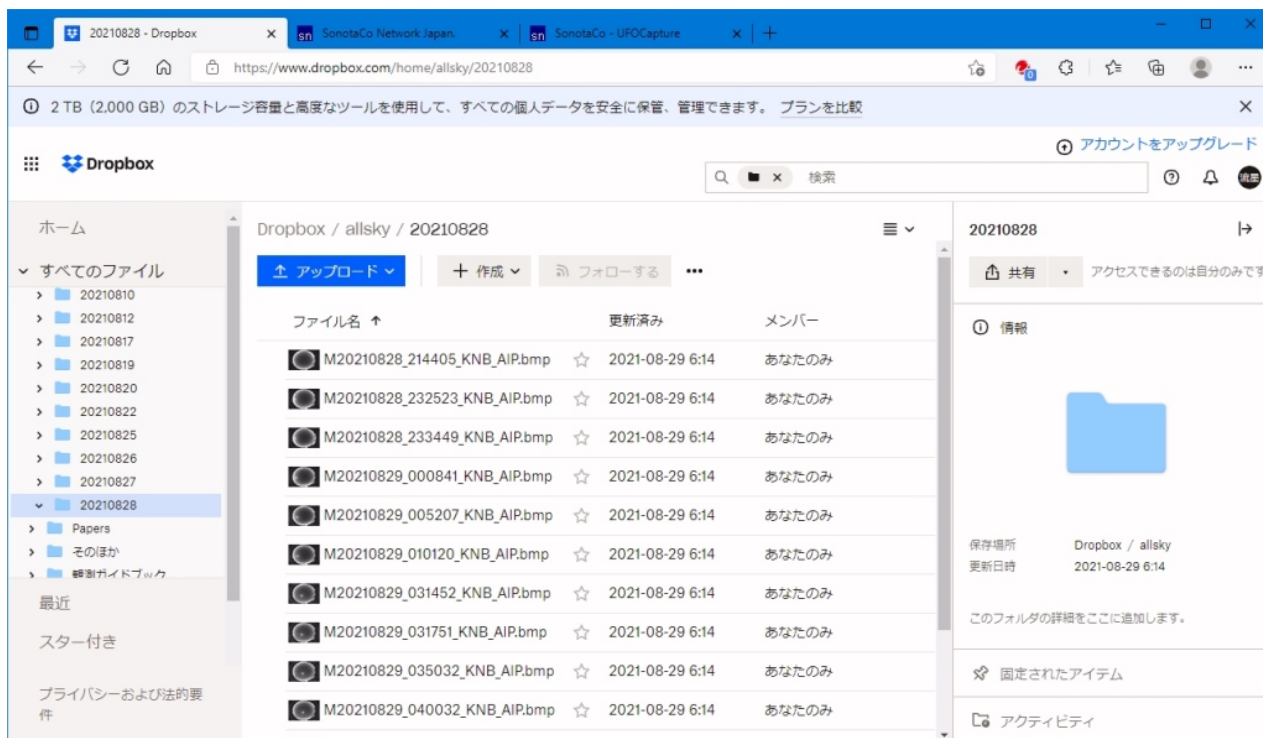 20210828 - Dropbox
SonotaCo Network Japan.
SonotaCo - UFOCapture
https://www.dropbox.com/home/allsky/20210828
2 TB（2,000 GB）のストレージ容量と高度なツールを使用して、すべての個人データを安全に保管、管理できます。 プランを比較
アカウントをアップグレード
Dropbox
検索
流星
ホーム
すべてのファイル
20210810
20210812
20210817
20210819
20210820
20210822
20210825
20210826
20210827
20210828
Papers
そのほか
観測ガイドブック
最近
スター付き
プライバシーおよび法的要
件
Dropbox / allsky / 20210828
アップロード
作成
フォローする
ファイル名 更新済み メンバー
M20210828_214405_KNB_AIP.bmp 2021-08-29 6:14 あなたのみ
M20210828_232523_KNB_AIP.bmp 2021-08-29 6:14 あなたのみ
M20210828_233449_KNB_AIP.bmp 2021-08-29 6:14 あなたのみ
M20210829_000841_KNB_AIP.bmp 2021-08-29 6:14 あなたのみ
M20210829_005207_KNB_AIP.bmp 2021-08-29 6:14 あなたのみ
M20210829_010120_KNB_AIP.bmp 2021-08-29 6:14 あなたのみ
M20210829_031452_KNB_AIP.bmp 2021-08-29 6:14 あなたのみ
M20210829_031751_KNB_AIP.bmp 2021-08-29 6:14 あなたのみ
M20210829_035032_KNB_AIP.bmp 2021-08-29 6:14 あなたのみ
M20210829_040032_KNB_AIP.bmp 2021-08-29 6:14 あなたのみ
20210828
共有
アクセスできるのは自分のみです
情報
保存場所 Dropbox / allsky
更新日時 2021-08-29 6:14
このフォルダの詳細をここに追加します。
固定されたアイテム
アクティビティ